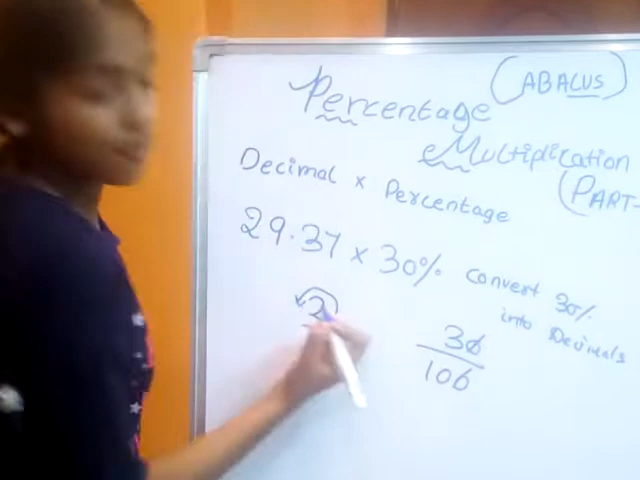 (ABACUS)
Percentage
Multiplication
(PART-
Decimal × Percentage
29.37 × 30% Convert 30%
into Decimals
30
100